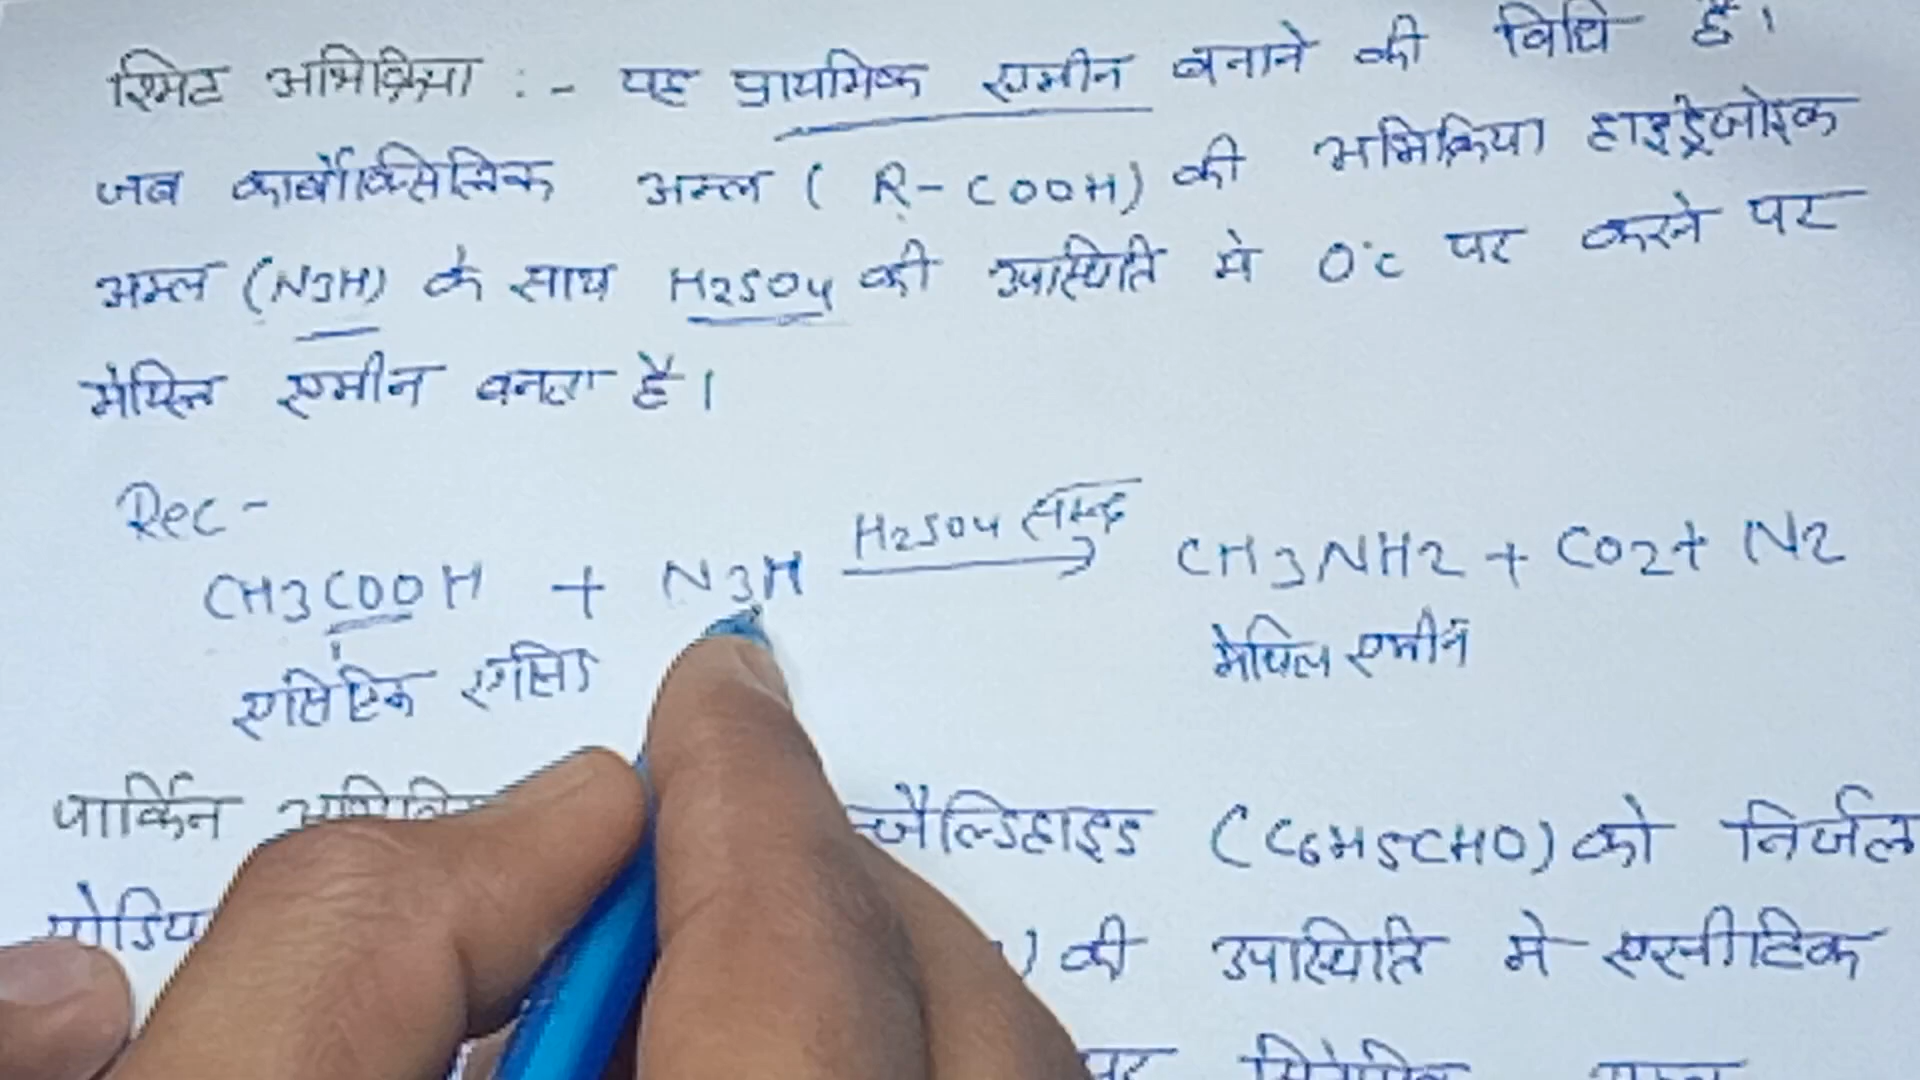 श्मिट अभिक्रिया :- यह प्राथमिक एमीन बनाने की विधि है।
जब कार्बोक्सिलिक अम्ल ( R-COOH) की अभिक्रिया हाइड्रेजोइक
अम्ल (N3H) के साथ H2SO4 की उपस्थिति मे 0°c पर करने पर
मेथिल एमीन बनता है।
Rec-
CH3COOH + N3H H2SO4 सान्द्र CH3NH2 + CO2+ N2
एसिटिक एसिड मेथिल एमीन
पार्किन ल्डिहाइड (C6H5CHO) को निर्जल
) की उपस्थिति मे एसीटिक